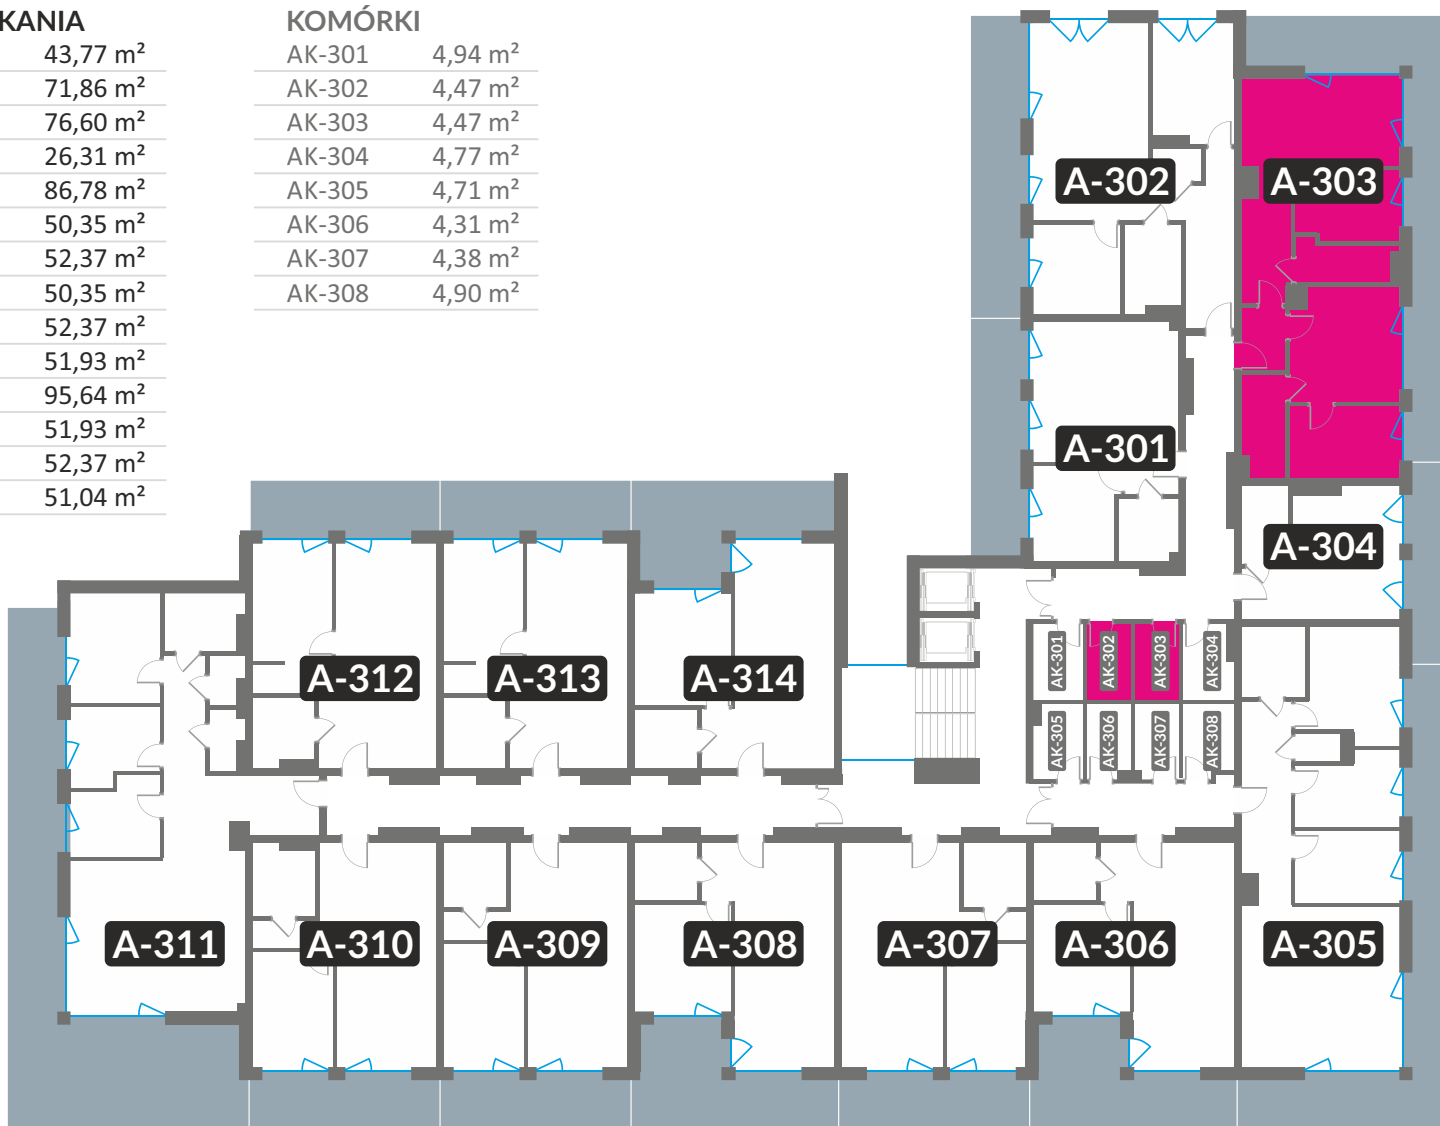 KANIA
43,77 m²
71,86 m²
76,60 m²
26,31 m²
86,78 m²
50,35 m²
52,37 m²
50,35 m²
52,37 m²
51,93 m²
95,64 m²
51,93 m²
52,37 m²
51,04 m²
KOMÓRKI
AK-301 4,94 m²
AK-302 4,47 m²
AK-303 4,47 m²
AK-304 4,77 m²
AK-305 4,71 m²
AK-306 4,31 m²
AK-307 4,38 m²
AK-308 4,90 m²
A-302
A-303
A-301
A-304
AK-301
AK-302
AK-303
AK-304
A-312
A-313
A-314
AK-305
AK-306
AK-307
AK-308
A-311
A-310
A-309
A-308
A-307
A-306
A-305